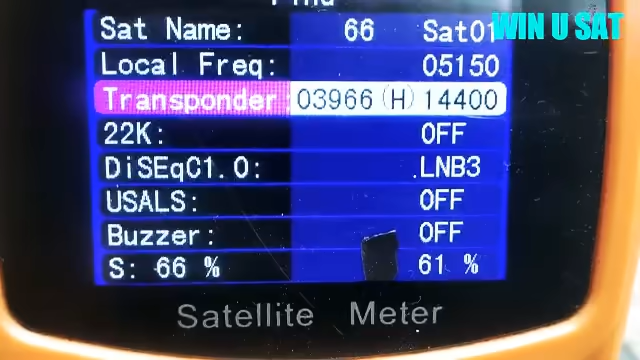 WIN U SAT
Sat Name: 66 Sat01
Local Freq: 05150
Transponder: 03966 (H) 14400
22K: OFF
DiSEqC1.0: .LNB3
USALS: OFF
Buzzer: OFF
S: 66 % 61 %
Satellite Meter